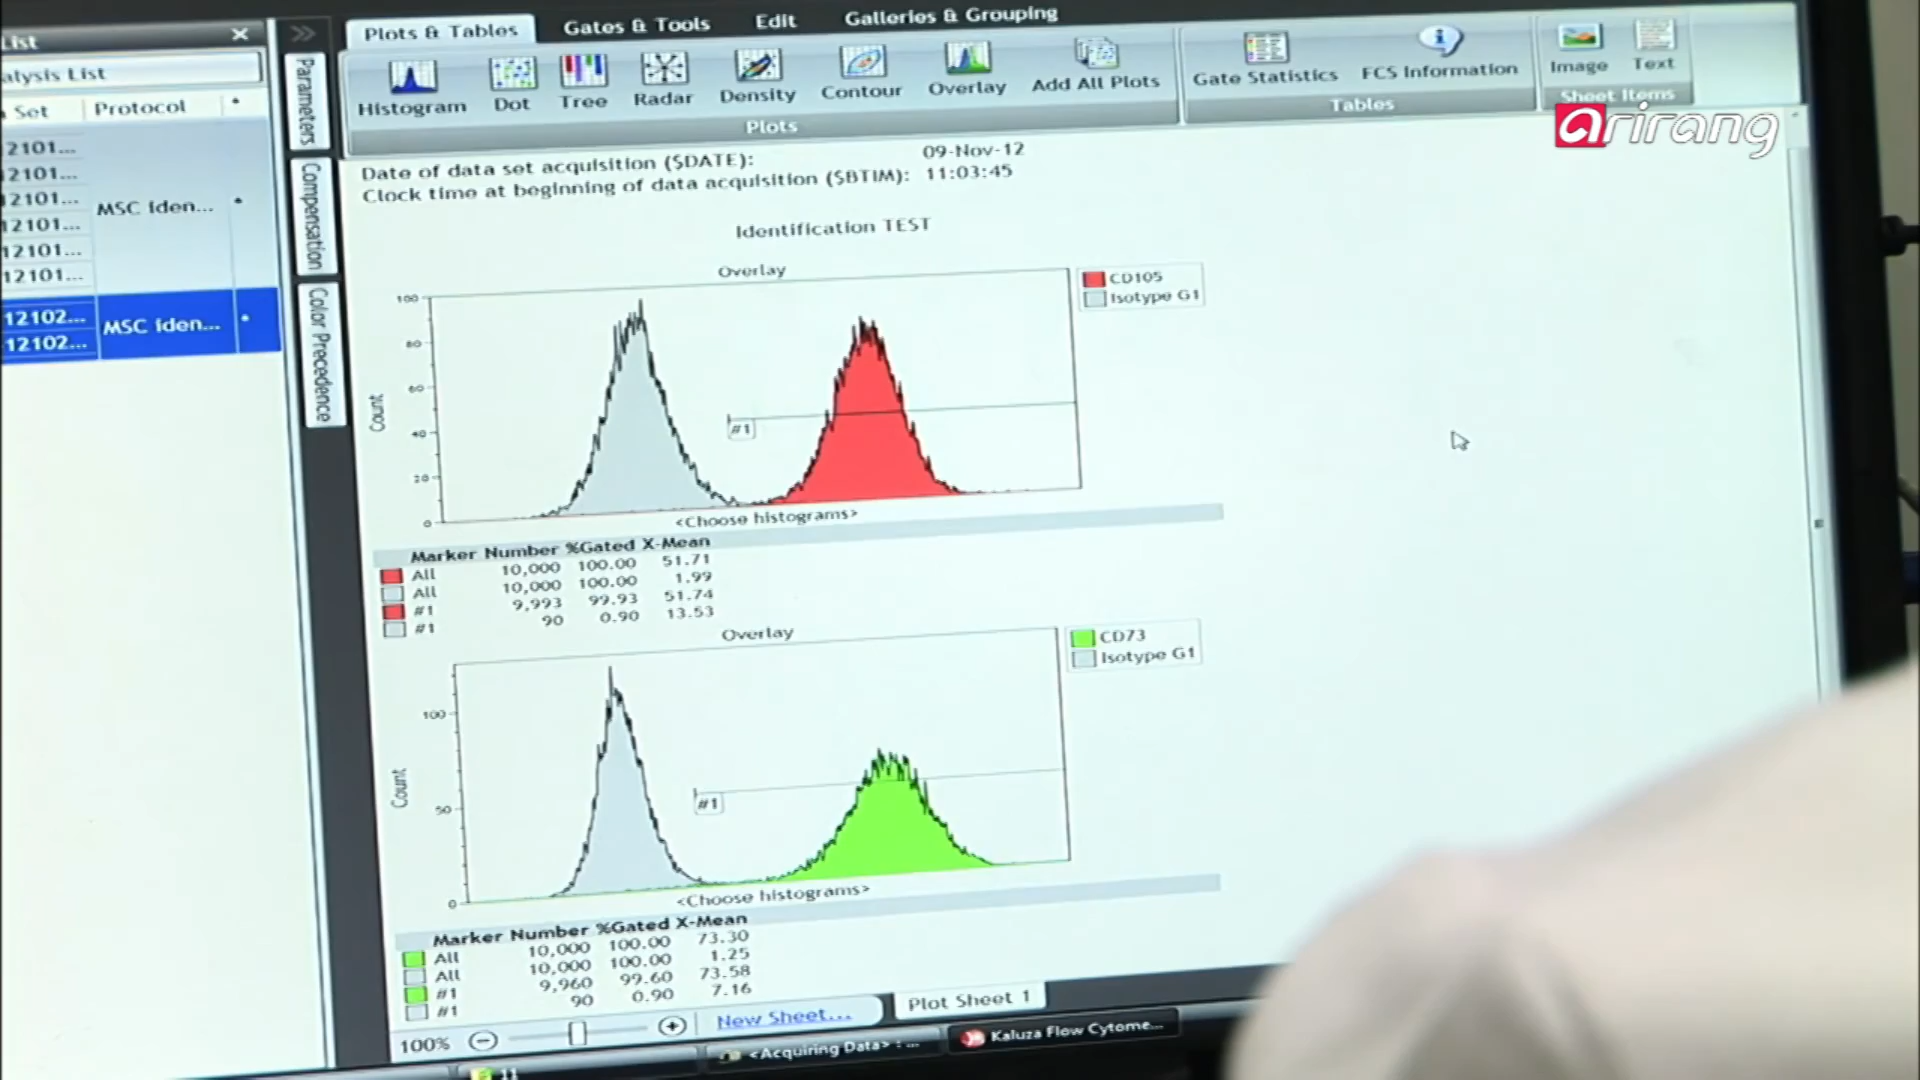 List
alysis List
Set Protocol
2101...
2101...
12101... MSC iden...
12101...
12101...
12101...
12102... MSC iden...
12102...
Parameters
Compensation
Color Precedence
Plots & Tables Gates & Tools Edit Galleries & Grouping
Histogram Dot Tree Radar Density Contour Overlay Add All Plots
Plots
Gate Statistics FCS Information
Tables
Image Text
Sheet Items
arirang
Date of data set acquisition ($DATE): 09-Nov-12
Clock time at beginning of data acquisition ($BTIM): 11:03:45
Identification TEST
Overlay
CD105
Isotype G1
100
80
60
40
20
0
Count
#1
<Choose histograms>
Marker Number %Gated X-Mean
All 10,000 100.00 51.71
All 10,000 100.00 1.99
#1 9,993 99.93 51.74
#1 90 0.90 13.53
Overlay
CD73
Isotype G1
100
50
0
Count
#1
<Choose histograms>
Marker Number %Gated X-Mean
All 10,000 100.00 73.30
All 10,000 100.00 1.25
#1 9,960 99.60 73.58
#1 90 0.90 7.16
100% New Sheet... Plot Sheet 1
<Acquiring Data> : ... Kaluza Flow Cytome...
11